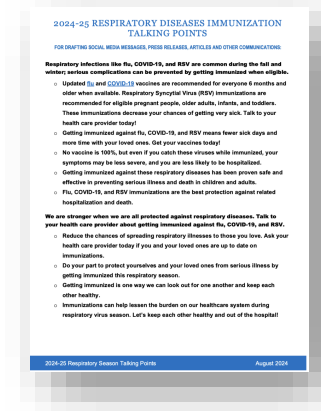 2024-25 RESPIRATORY DISEASES IMMUNIZATION
TALKING POINTS
FOR DRAFTING SOCIAL MEDIA MESSAGES, PRESS RELEASES, ARTICLES AND OTHER COMMUNICATIONS:
Respiratory infections like flu, COVID-19, and RSV are common during the fall and
winter; serious complications can be prevented by getting immunized when eligible.
o Updated flu and COVID-19 vaccines are recommended for everyone 6 months and
older when available. Respiratory Syncytial Virus (RSV) immunizations are
recommended for eligible pregnant people, older adults, infants, and toddlers.
These immunizations decrease your chances of getting very sick. Talk to your
health care provider today!
o Getting immunized against flu, COVID-19, and RSV means fewer sick days and
more time with your loved ones. Get your vaccines today!
o No vaccine is 100%, but even if you catch these viruses while immunized, your
symptoms may be less severe, and you are less likely to be hospitalized.
o Getting immunized against these respiratory diseases has been proven safe and
effective in preventing serious illness and death in children and adults.
o Flu, COVID-19, and RSV immunizations are the best protection against related
hospitalization and death.
We are stronger when we are all protected against respiratory diseases. Talk to
your health care provider about getting immunized against flu, COVID-19, and RSV.
o Reduce the chances of spreading respiratory illnesses to those you love. Ask your
health care provider today if you and your loved ones are up to date on
immunizations.
o Do your part to protect yourselves and your loved ones from serious illness by
getting immunized this respiratory season.
o Getting immunized is one way we can look out for one another and keep each
other healthy.
o Immunizations can help lessen the burden on our healthcare system during
respiratory virus season. Let's keep each other healthy and out of the hospital!
2024-25 Respiratory Season Talking Points August 2024